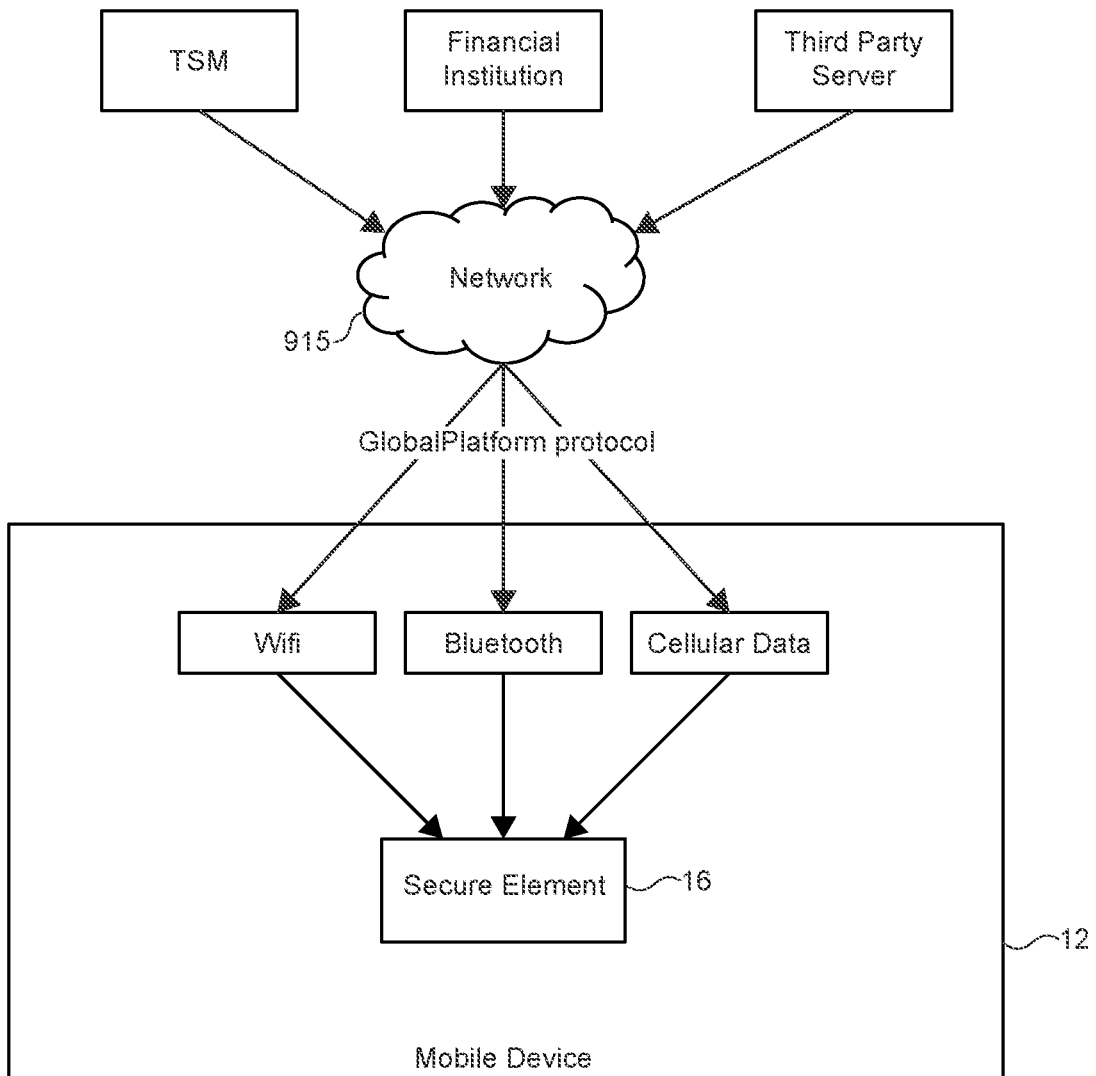 TSM
Financial
Institution
Third Party
Server
Network
915
GlobalPlatform protocol
Wifi
Bluetooth
Cellular Data
Secure Element
16
12
Mobile Device